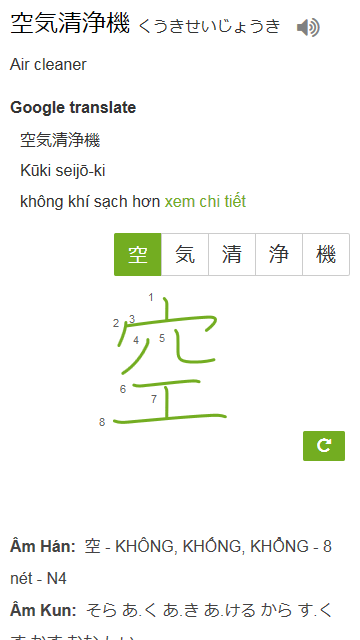 空気清浄機 くうきせいじょうき
Air cleaner
Google translate
空気清浄機
Kūki seijō-ki
không khí sạch hơn xem chi tiết
空 気 清 浄 機
1
2 3
4 5
6
7
8
Âm Hán: 空 - KHÔNG, KHỐNG, KHỔNG - 8
nét - N4
Âm Kun: そら あ.く あ.き あ.ける から す.く